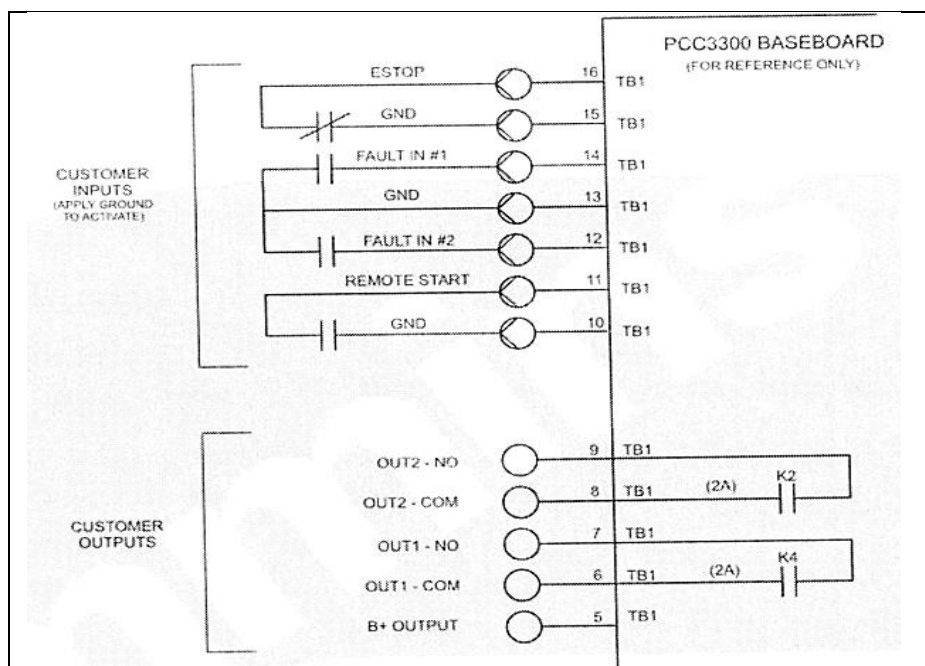 PCC3300 BASEBOARD
(FOR REFERENCE ONLY)
ESTOP 16 TB1
GND 15 TB1
FAULT IN #1 14 TB1
CUSTOMER
INPUTS
(APPLY GROUND
TO ACTIVATE)
GND 13 TB1
FAULT IN #2 12 TB1
REMOTE START 11 TB1
GND 10 TB1
OUT2 - NO 9 TB1
K2
OUT2 - COM 8 TB1 (2A)
CUSTOMER
OUTPUTS
OUT1 - NO 7 TB1
K4
OUT1 - COM 6 TB1 (2A)
B+ OUTPUT 5 TB1